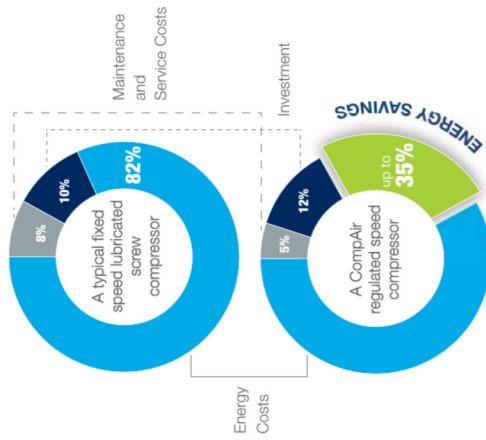 Maintenance
and
Service Costs
Investment
8%
10%
82%
A typical fixed
speed lubricated
screw
compressor
5%
12%
up to
35%
ENERGY SAVINGS
A CompAir
regulated speed
compressor
Energy
Costs